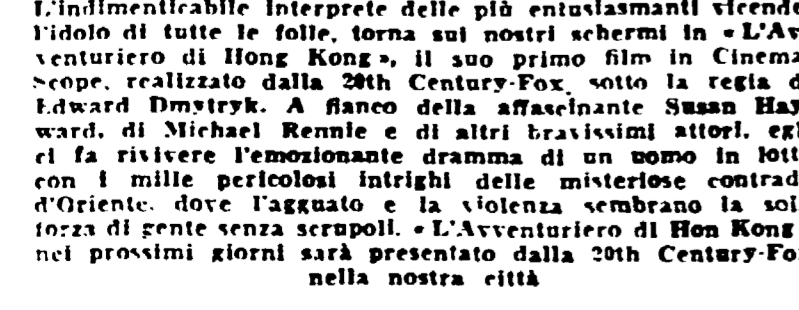 L'indimenticabile interprete delle più entusiasmanti vicende
l'idolo di tutte le folle, torna sui nostri schermi in « L'Av
venturiero di Hong Kong », il suo primo film in Cinema
Scope, realizzato dalla 20th Century-Fox sotto la regia d
Edward Dmytryk. A fianco della affascinante Susan Hay
ward, di Michael Rennie e di altri bravissimi attori, egl
ci fa rivivere l'emozionante dramma di un uomo in lott
con i mille pericolosi intrighi delle misteriose contrad
d'Oriente, dove l'agguato e la violenza sembrano la sol
forza di gente senza scrupoli. « L'Avventuriero di Hon Kong
nei prossimi giorni sarà presentato dalla 20th Century-Fo
nella nostra città